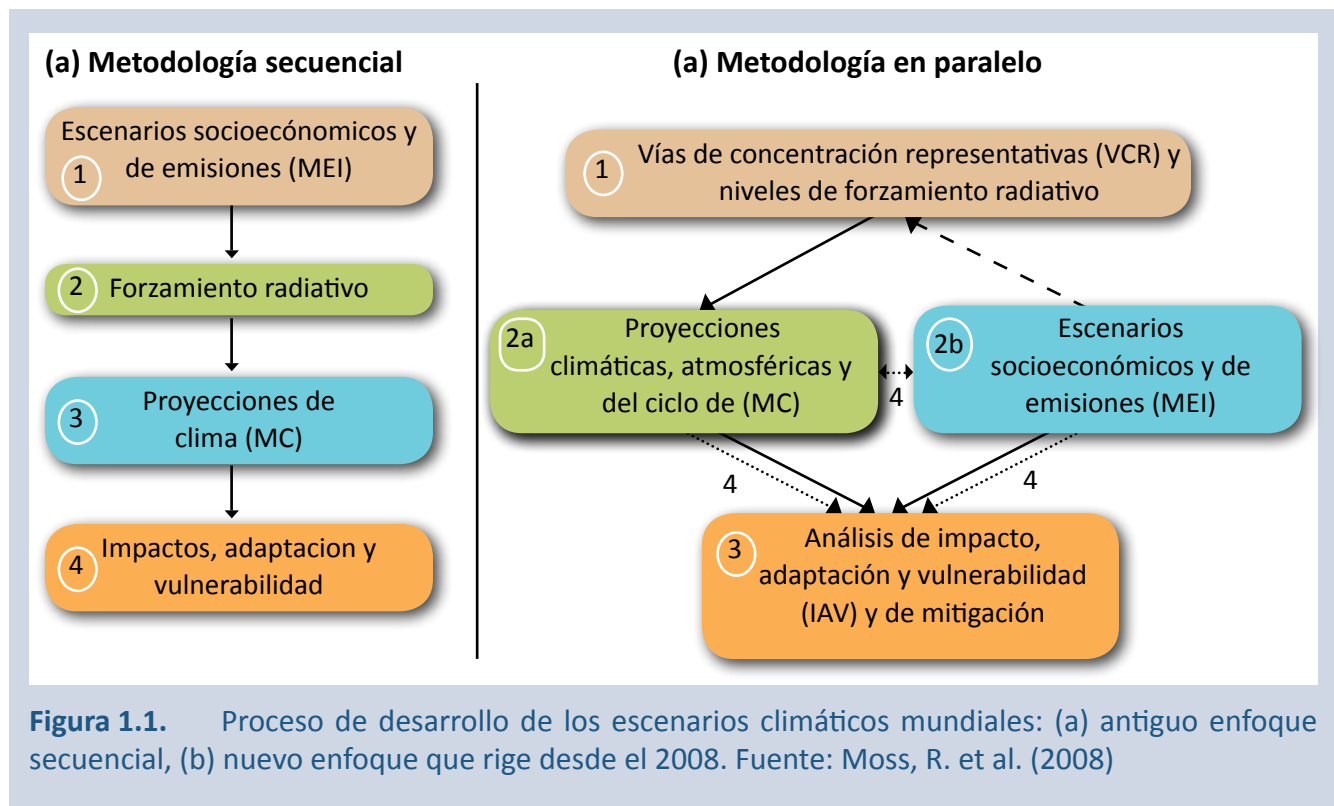 (a) Metodología secuencial
Escenarios socioecónomicos y
de emisiones (MEI)
1
2
Forzamiento radiativo
3
Proyecciones de
clima (MC)
4
Impactos, adaptacion y
vulnerabilidad
(a) Metodología en paralelo
1
Vías de concentración representativas (VCR) y
niveles de forzamiento radiativo
2a
Proyecciones
climáticas, atmosféricas y
del ciclo de (MC)
4
2b
Escenarios
socioeconómicos y de
emisiones (MEI)
4
4
3
Análisis de impacto,
adaptación y vulnerabilidad
(IAV) y de mitigación
Figura 1.1. Proceso de desarrollo de los escenarios climáticos mundiales: (a) antiguo enfoque
secuencial, (b) nuevo enfoque que rige desde el 2008. Fuente: Moss, R. et al. (2008)